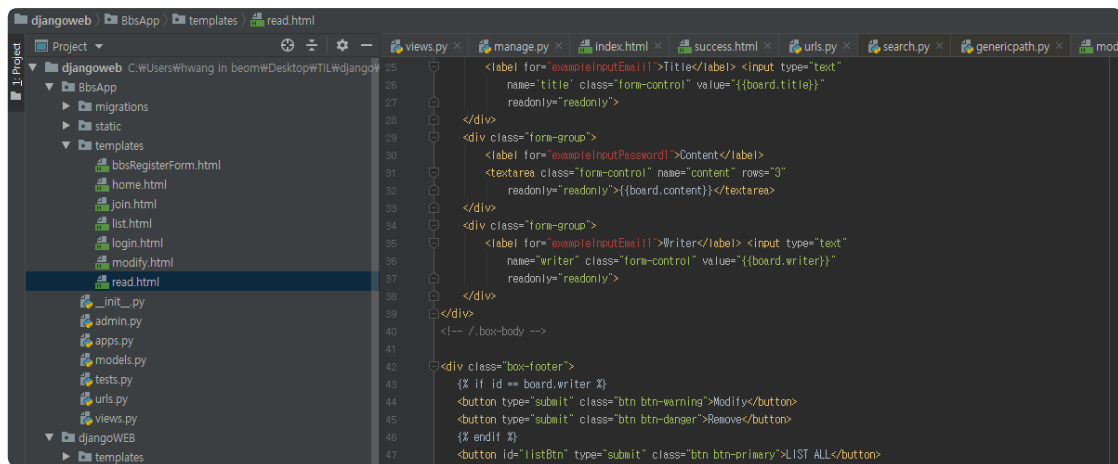 djangoweb BbsApp templates read.html
Project
views.py manage.py index.html success.html urls.py search.py genericpath.py mod
1: Project
djangoweb C:₩Users₩hwang in beom₩Desktop₩TIL₩django₩
BbsApp
migrations
static
templates
bbsRegisterForm.html
home.html
join.html
list.html
login.html
modify.html
read.html
__init__.py
admin.py
apps.py
models.py
tests.py
urls.py
views.py
djangoWEB
templates
25 <label for="exampleInputEmail1">Title</label> <input type="text"
26 name='title' class="form-control" value="{{board.title}}"
27 readonly="readonly">
28 </div>
29 <div class="form-group">
30 <label for="exampleInputPassword1">Content</label>
31 <textarea class="form-control" name="content" rows="3"
32 readonly="readonly">{{board.content}}</textarea>
33 </div>
34 <div class="form-group">
35 <label for="exampleInputEmail1">Writer</label> <input type="text"
36 name="writer" class="form-control" value="{{board.writer}}"
37 readonly="readonly">
38 </div>
39 </div>
40 <!-- /.box-body -->
41
42 <div class="box-footer">
43 {% if id == board.writer %}
44 <button type="submit" class="btn btn-warning">Modify</button>
45 <button type="submit" class="btn btn-danger">Remove</button>
46 {% endif %}
47 <button id="listBtn" type="submit" class="btn btn-primary">LIST ALL</button>